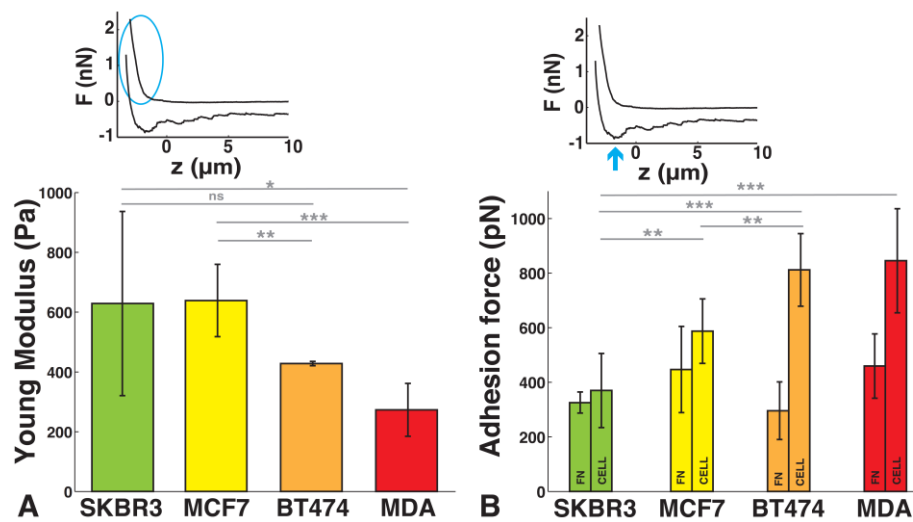 F (nN)
2
1
0
-1
0
5
10
z (μm)
F (nN)
2
1
0
-1
0
5
10
z (μm)
Young Modulus (Pa)
1000
800
600
400
200
0
*
ns
***
**
SKBR3
MCF7
BT474
MDA
A
Adhesion force (pN)
1000
800
600
400
200
0
***
***
**
**
FN
CELL
FN
CELL
FN
CELL
FN
CELL
SKBR3
MCF7
BT474
MDA
B